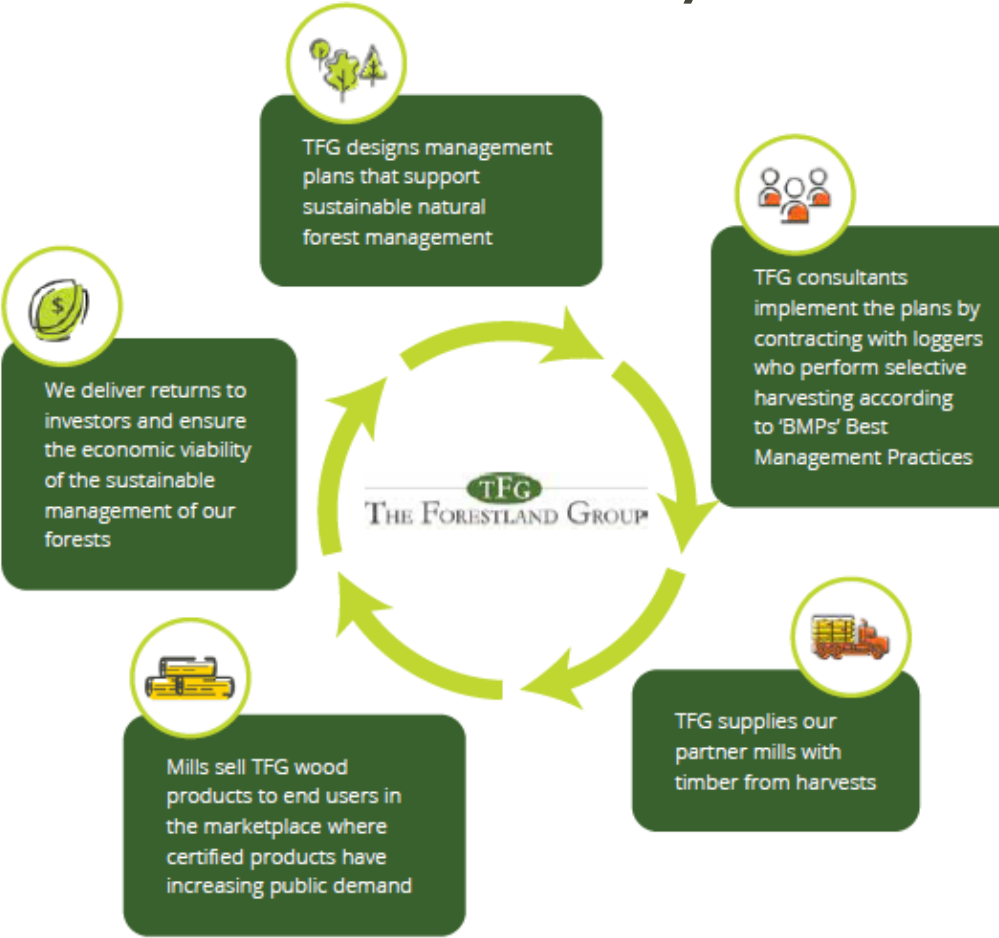 TFG designs management
plans that support
sustainable natural
forest management
TFG consultants
implement the plans by
contracting with loggers
who perform selective
harvesting according
to ‘BMPs’ Best
Management Practices
TFG supplies our
partner mills with
timber from harvests
Mills sell TFG wood
products to end users in
the marketplace where
certified products have
increasing public demand
We deliver returns to
investors and ensure
the economic viability
of the sustainable
management of our
forests
$
TFG
THE FORESTLAND GROUP